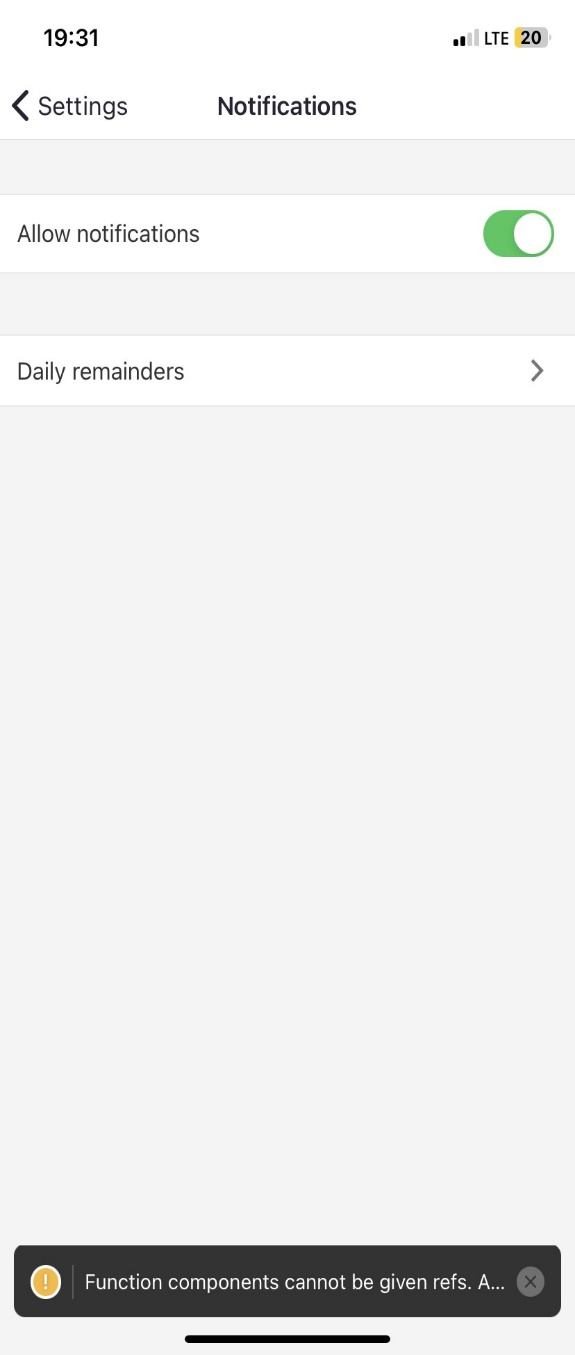 19:31 LTE 20
Settings Notifications
Allow notifications
Daily remainders
Function components cannot be given refs. A...